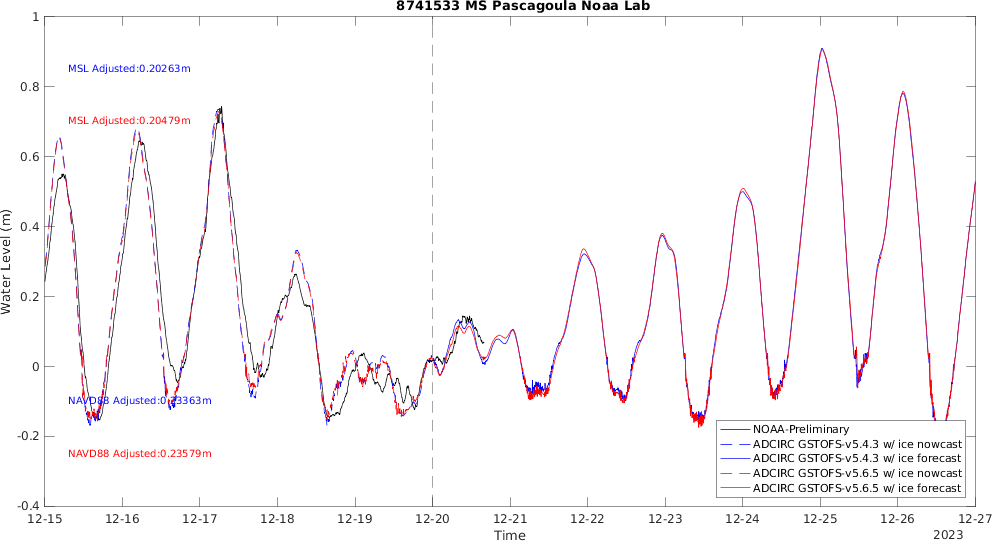 8741533 MS Pascagoula Noaa Lab
Water Level (m)
1
0.8
0.6
0.4
0.2
0
-0.2
-0.4
MSL Adjusted:0.20263m
MSL Adjusted:0.20479m
NAVD88 Adjusted:0.23363m
NAVD88 Adjusted:0.23579m
NOAA-Preliminary
ADCIRC GSTOFS-v5.4.3 w/ ice nowcast
ADCIRC GSTOFS-v5.4.3 w/ ice forecast
ADCIRC GSTOFS-v5.6.5 w/ ice nowcast
ADCIRC GSTOFS-v5.6.5 w/ ice forecast
12-15 12-16 12-17 12-18 12-19 12-20 12-21 12-22 12-23 12-24 12-25 12-26 12-27
Time
2023